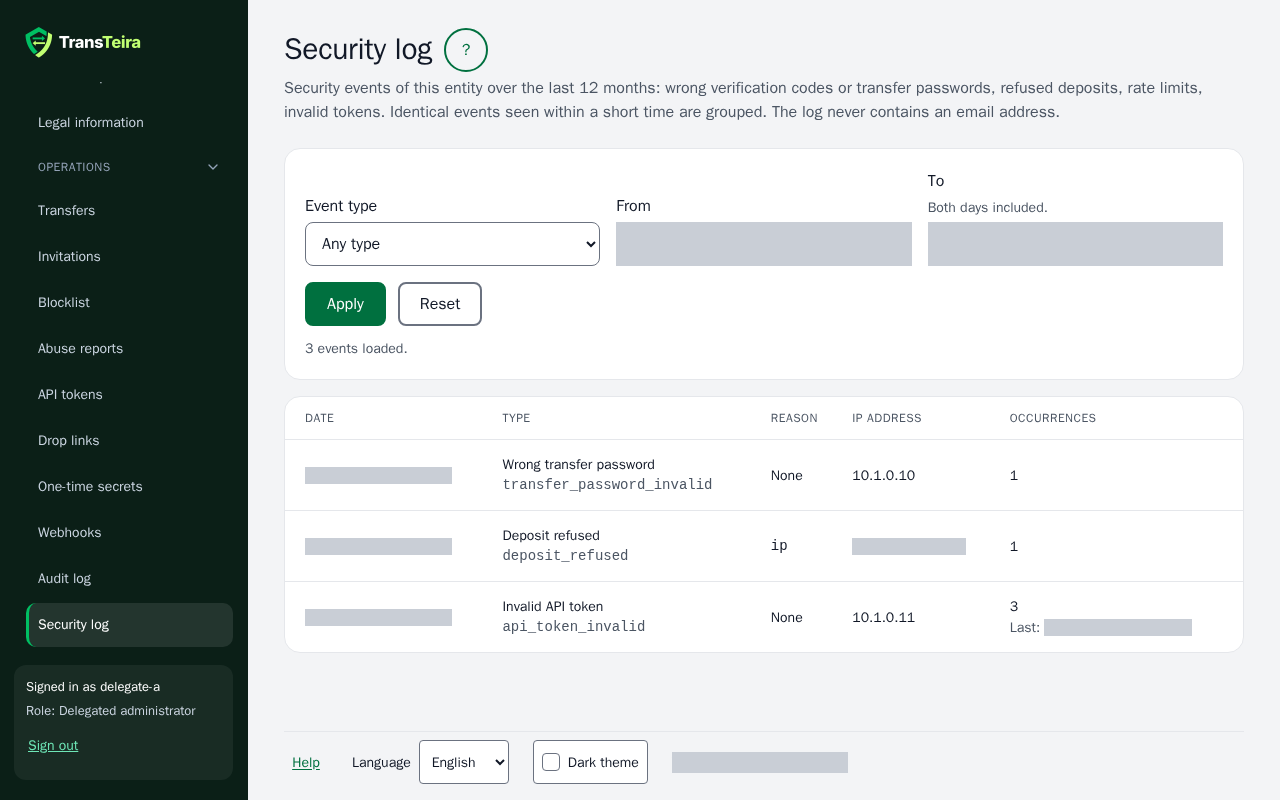 TransTeira
Legal information
OPERATIONS
Transfers
Invitations
Blocklist
Abuse reports
API tokens
Drop links
One-time secrets
Webhooks
Audit log
Security log
Signed in as delegate-a
Role: Delegated administrator
Sign out
Security log ?
Security events of this entity over the last 12 months: wrong verification codes or transfer passwords, refused deposits, rate limits,
invalid tokens. Identical events seen within a short time are grouped. The log never contains an email address.
Event type
Any type
From
To
Both days included.
Apply Reset
3 events loaded.
DATE TYPE REASON IP ADDRESS OCCURRENCES
Wrong transfer password
transfer_password_invalid None 10.1.0.10 1
Deposit refused
deposit_refused ip 1
Invalid API token
api_token_invalid None 10.1.0.11 3
Last:
Help Language English Dark theme